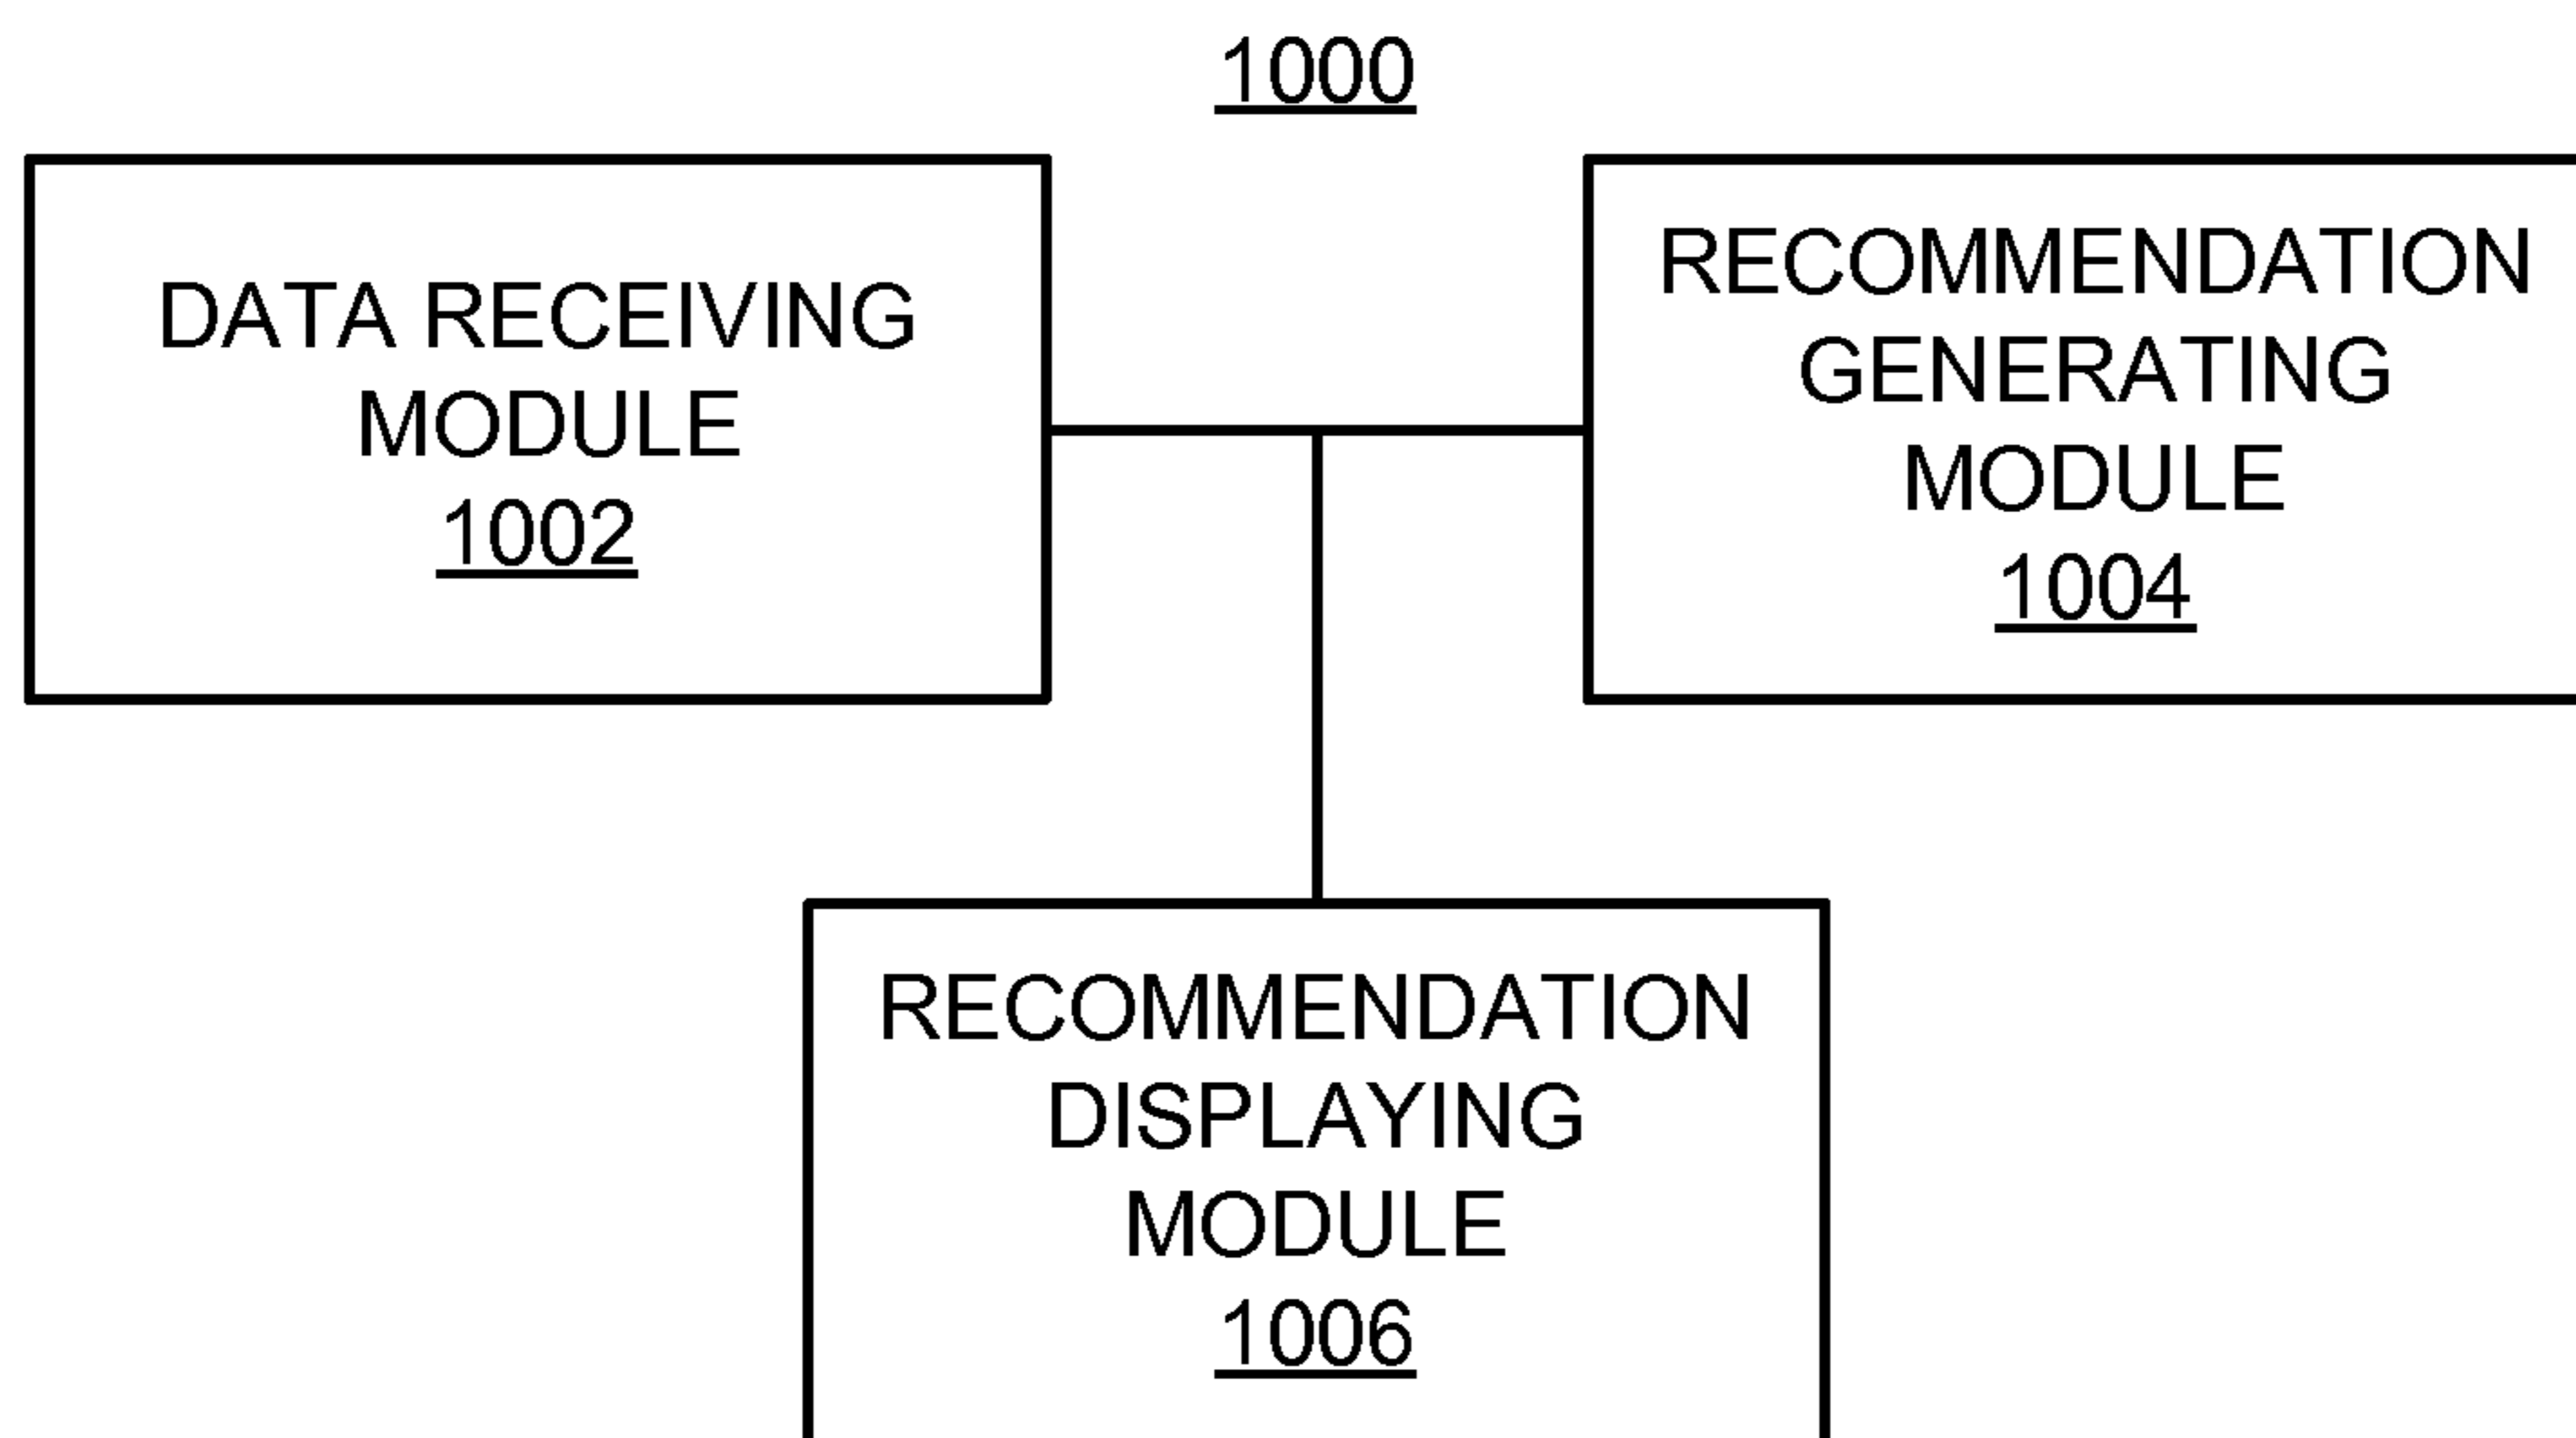 1000
DATA RECEIVING
MODULE
1002
RECOMMENDATION
GENERATING
MODULE
1004
RECOMMENDATION
DISPLAYING
MODULE
1006